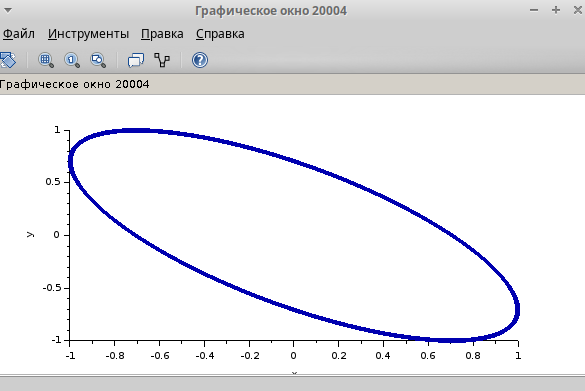 Графическое окно 20004
Файл Инструменты Правка Справка
Графическое окно 20004
1
0.5
0
-0.5
-1
y
-1 -0.8 -0.6 -0.4 -0.2 0 0.2 0.4 0.6 0.8 1